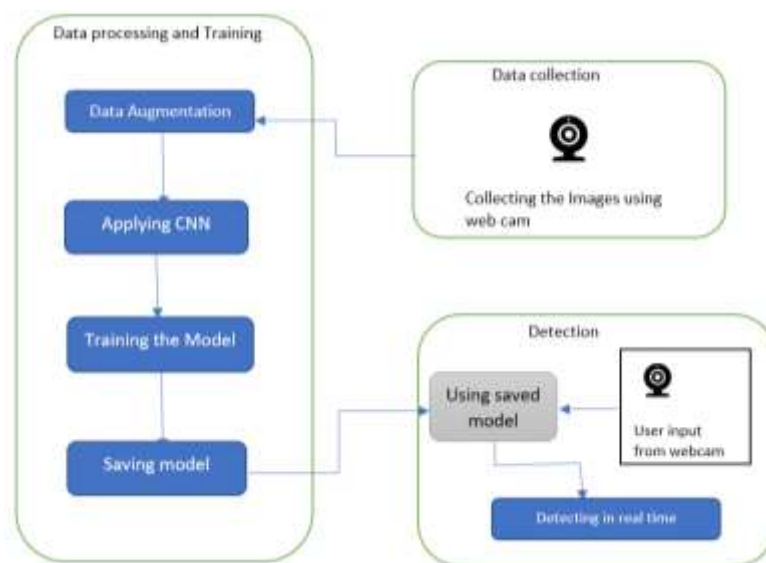 Data processing and Training
Data Augmentation
Applying CNN
Training the Model
Saving model
Data collection
Collecting the Images using
web cam
Detection
Using saved
model
User input
from webcam
Detecting in real time